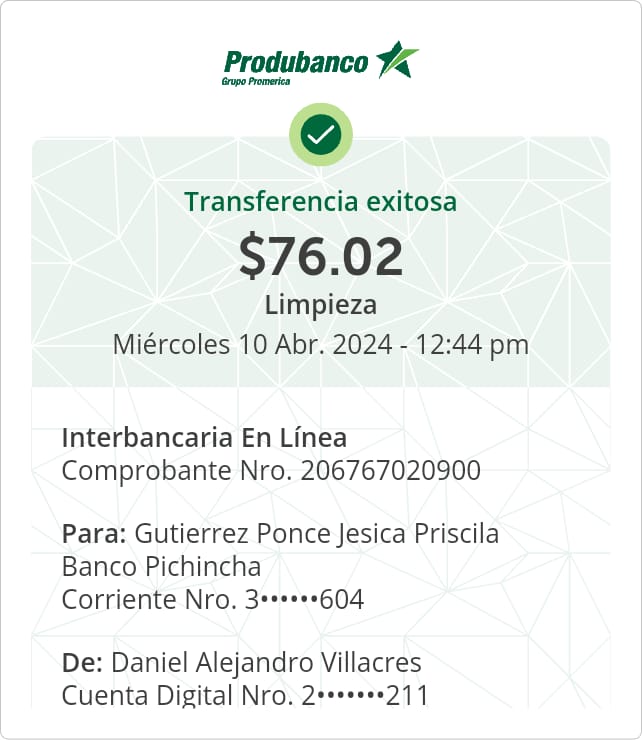 Produbanco
Grupo Promerica
Transferencia exitosa
$76.02
Limpieza
Miércoles 10 Abr. 2024 - 12:44 pm
Interbancaria En Línea
Comprobante Nro. 206767020900
Para: Gutierrez Ponce Jesica Priscila
Banco Pichincha
Corriente Nro. 3••••••604
De: Daniel Alejandro Villacres
Cuenta Digital Nro. 2•••••••211